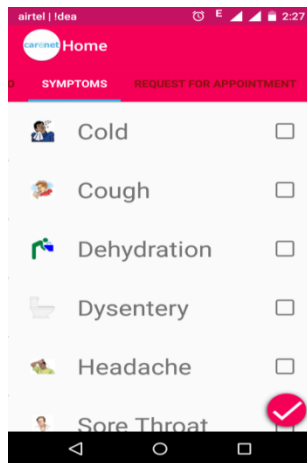 airtel | !dea E 2:27
carenet Home
O SYMPTOMS REQUEST FOR APPOINTMENT
Cold
Cough
Dehydration
Dysentery
Headache
Sore Throat